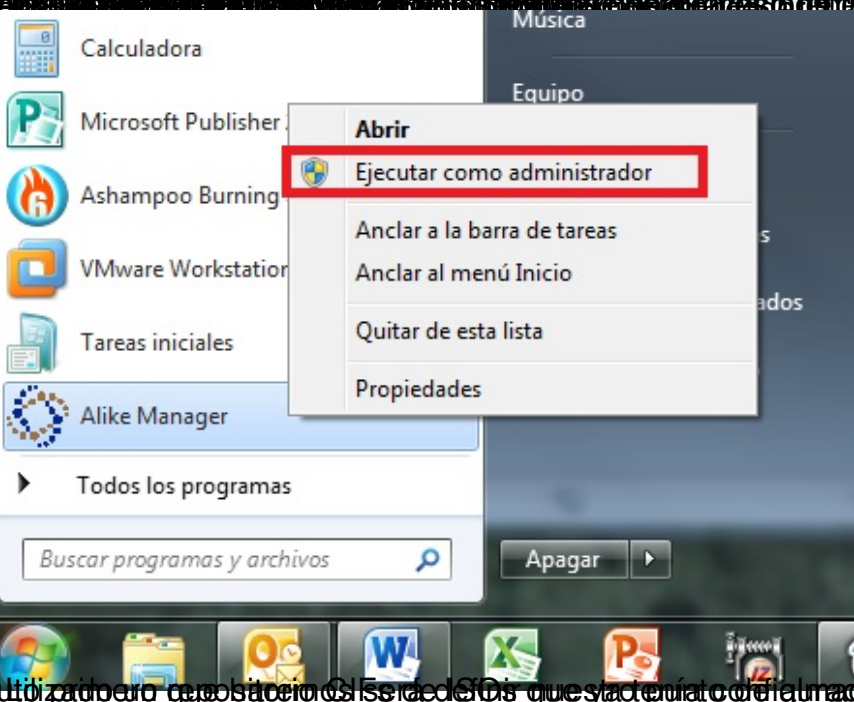 Música
Calculadora
Equipo
Microsoft Publisher
Abrir
Ejecutar como administrador
Ashampoo Burning
Anclar a la barra de tareas
VMware Workstation
Anclar al menú Inicio
ados
Quitar de esta lista
Tareas iniciales
Propiedades
Alike Manager
Todos los programas
Buscar programas y archivos
Apagar